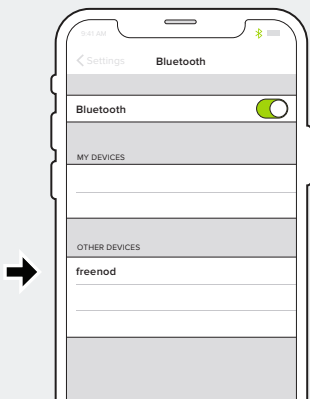 9:41 AM
Settings
Bluetooth
Bluetooth
MY DEVICES
OTHER DEVICES
freenod